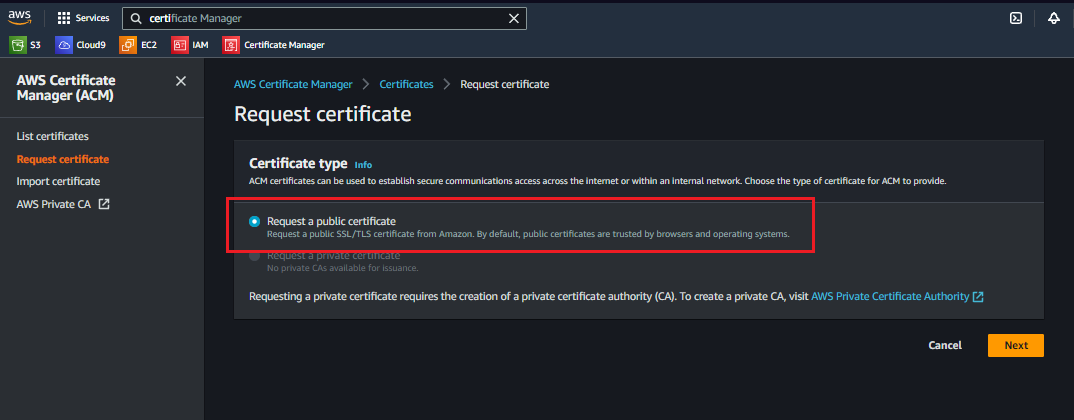 aws
Services
certificate Manager
S3
Cloud9
EC2
IAM
Certificate Manager
AWS Certificate
Manager (ACM)
List certificates
Request certificate
Import certificate
AWS Private CA
AWS Certificate Manager > Certificates > Request certificate
Request certificate
Certificate type Info
ACM certificates can be used to establish secure communications access across the internet or within an internal network. Choose the type of certificate for ACM to provide.
Request a public certificate
Request a public SSL/TLS certificate from Amazon. By default, public certificates are trusted by browsers and operating systems.
Request a private certificate
No private CAs available for issuance.
Requesting a private certificate requires the creation of a private certificate authority (CA). To create a private CA, visit AWS Private Certificate Authority
Cancel
Next